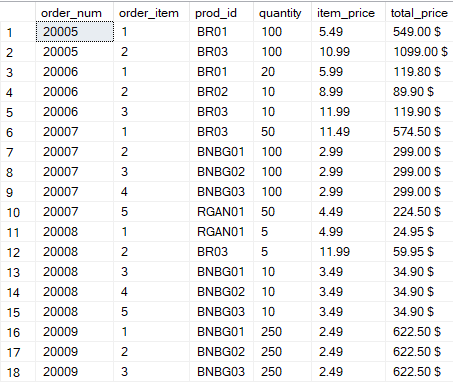 order_num order_item prod_id quantity item_price total_price
1 20005 1 BR01 100 5.49 549.00 $
2 20005 2 BR03 100 10.99 1099.00 $
3 20006 1 BR01 20 5.99 119.80 $
4 20006 2 BR02 10 8.99 89.90 $
5 20006 3 BR03 10 11.99 119.90 $
6 20007 1 BR03 50 11.49 574.50 $
7 20007 2 BNBG01 100 2.99 299.00 $
8 20007 3 BNBG02 100 2.99 299.00 $
9 20007 4 BNBG03 100 2.99 299.00 $
10 20007 5 RGAN01 50 4.49 224.50 $
11 20008 1 RGAN01 5 4.99 24.95 $
12 20008 2 BR03 5 11.99 59.95 $
13 20008 3 BNBG01 10 3.49 34.90 $
14 20008 4 BNBG02 10 3.49 34.90 $
15 20008 5 BNBG03 10 3.49 34.90 $
16 20009 1 BNBG01 250 2.49 622.50 $
17 20009 2 BNBG02 250 2.49 622.50 $
18 20009 3 BNBG03 250 2.49 622.50 $